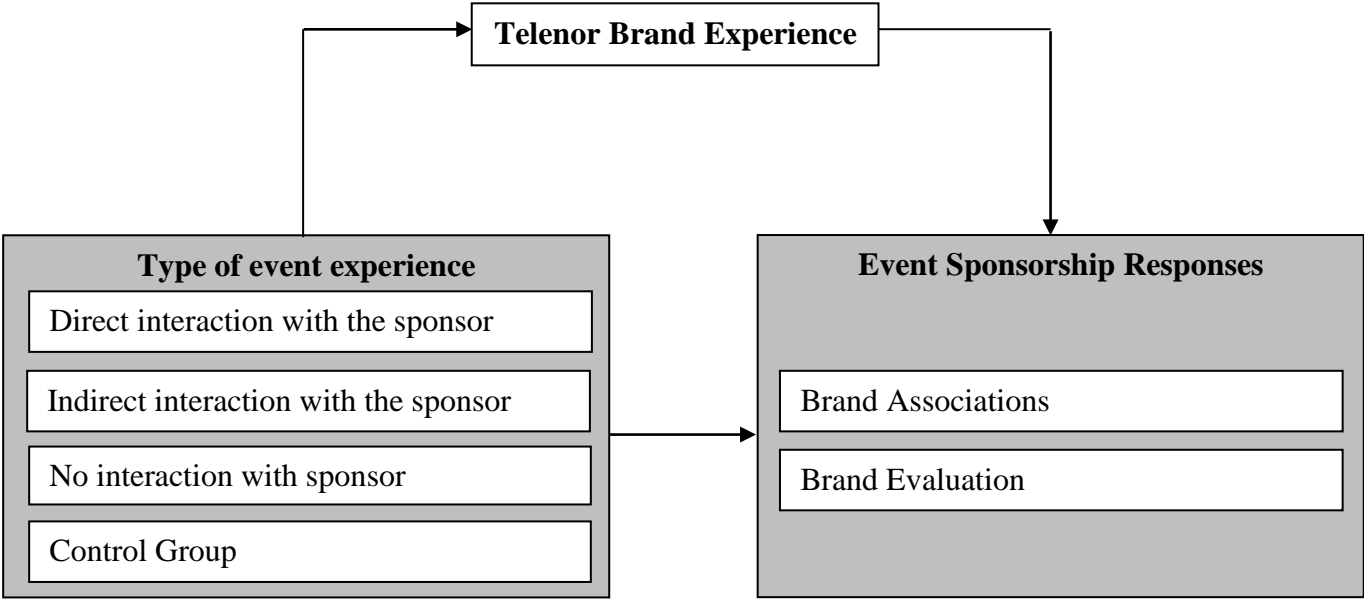 Telenor Brand Experience
Type of event experience
Direct interaction with the sponsor
Indirect interaction with the sponsor
No interaction with sponsor
Control Group
Event Sponsorship Responses
Brand Associations
Brand Evaluation